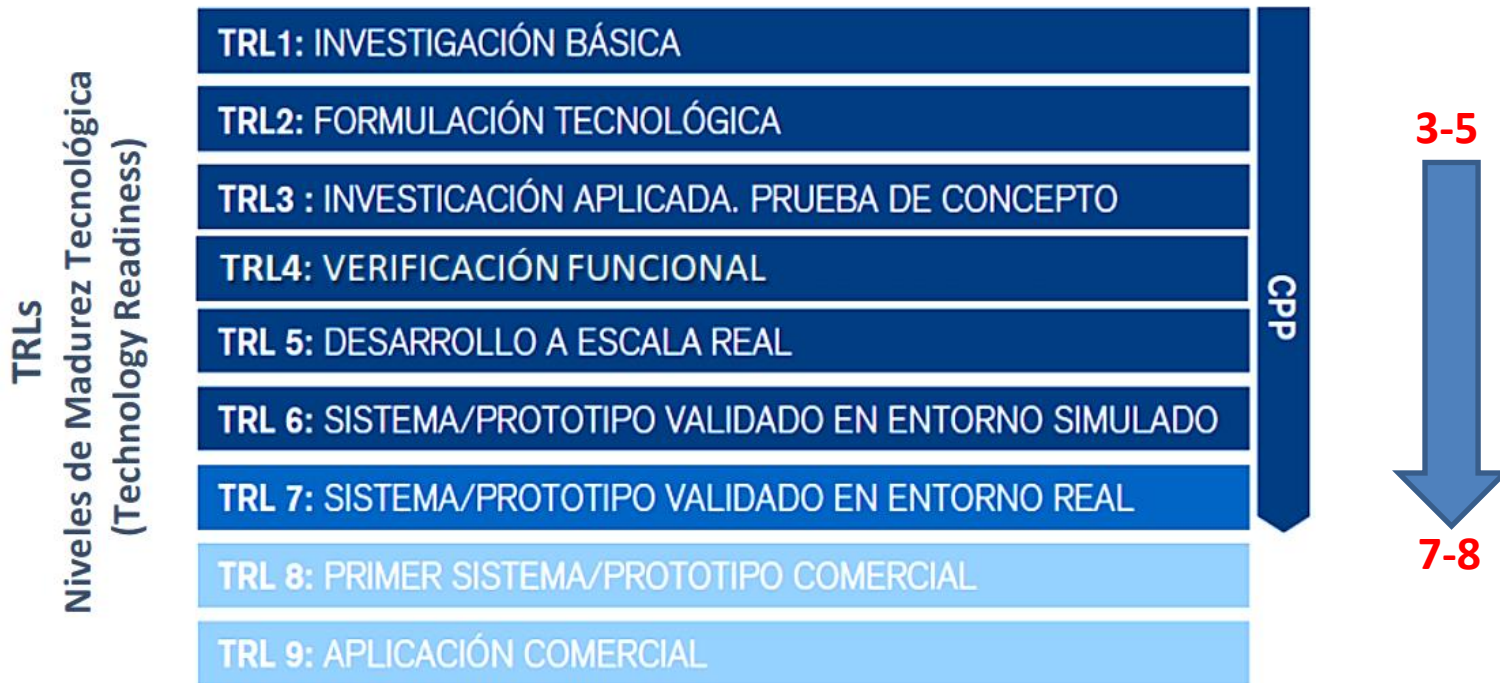 TRLs
Niveles de Madurez Tecnológica
(Technology Readiness)
TRL1: INVESTIGACIÓN BÁSICA
TRL2: FORMULACIÓN TECNOLÓGICA
TRL3 : INVESTICACIÓN APLICADA. PRUEBA DE CONCEPTO
TRL4: VERIFICACIÓN FUNCIONAL
TRL 5: DESARROLLO A ESCALA REAL
TRL 6: SISTEMA/PROTOTIPO VALIDADO EN ENTORNO SIMULADO
TRL 7: SISTEMA/PROTOTIPO VALIDADO EN ENTORNO REAL
TRL 8: PRIMER SISTEMA/PROTOTIPO COMERCIAL
TRL 9: APLICACIÓN COMERCIAL
CPP
3-5
7-8